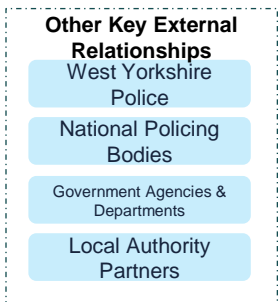 Other Key External
Relationships
West Yorkshire
Police
National Policing
Bodies
Government Agencies &
Departments
Local Authority
Partners